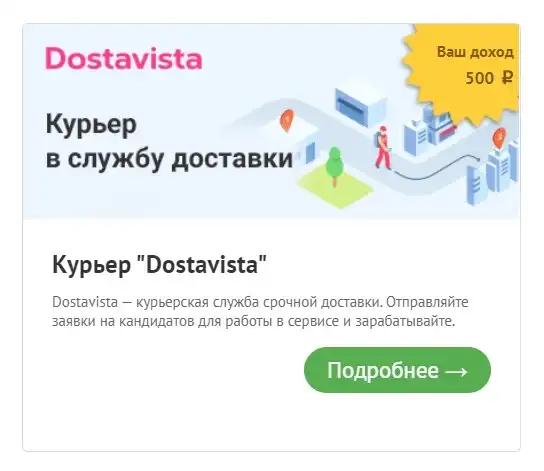 Dostavista
Ваш доход
500 ₽
Курьер
в службу доставки
Курьер "Dostavista"
Dostavista — курьерская служба срочной доставки. Отправляйте
заявки на кандидатов для работы в сервисе и зарабатывайте.
Подробнее →